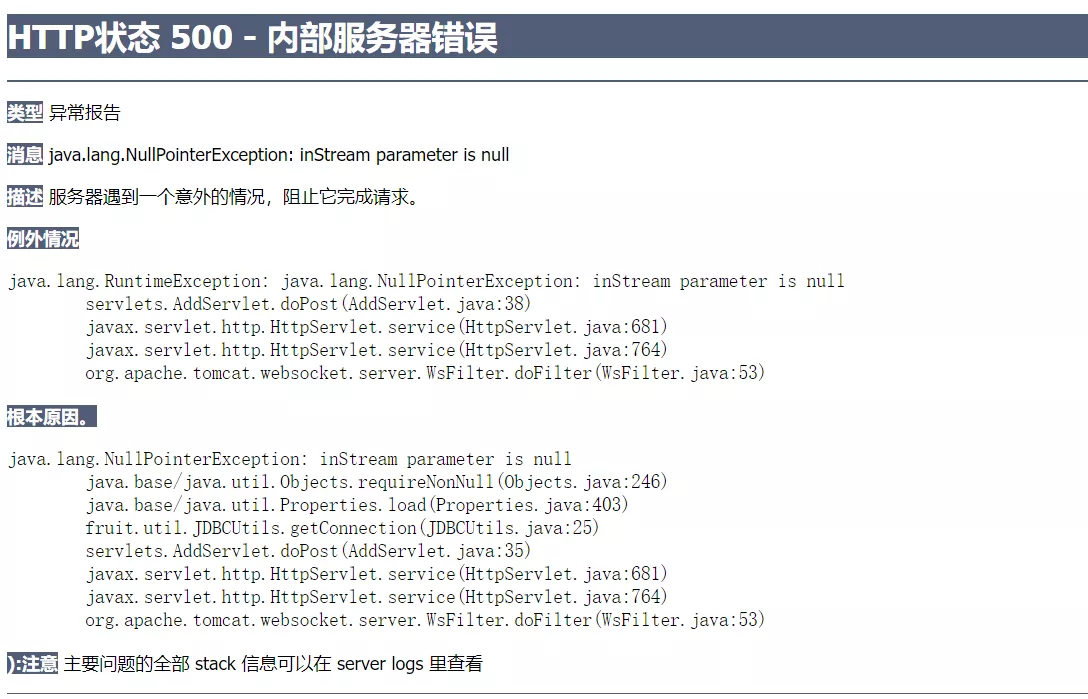 HTTP状态 500 - 内部服务器错误
类型 异常报告
消息 java.lang.NullPointerException: inStream parameter is null
描述 服务器遇到一个意外的情况，阻止它完成请求。
例外情况
java.lang.RuntimeException: java.lang.NullPointerException: inStream parameter is null
servlets.AddServlet.doPost(AddServlet.java:38)
javax.servlet.http.HttpServlet.service(HttpServlet.java:681)
javax.servlet.http.HttpServlet.service(HttpServlet.java:764)
org.apache.tomcat.websocket.server.WsFilter.doFilter(WsFilter.java:53)
根本原因。
java.lang.NullPointerException: inStream parameter is null
java.base/java.util.Objects.requireNonNull(Objects.java:246)
java.base/java.util.Properties.load(Properties.java:403)
fruit.util.JDBCUtils.getConnection(JDBCUtils.java:25)
servlets.AddServlet.doPost(AddServlet.java:35)
javax.servlet.http.HttpServlet.service(HttpServlet.java:681)
javax.servlet.http.HttpServlet.service(HttpServlet.java:764)
org.apache.tomcat.websocket.server.WsFilter.doFilter(WsFilter.java:53)
):注意 主要问题的全部 stack 信息可以在 server logs 里查看